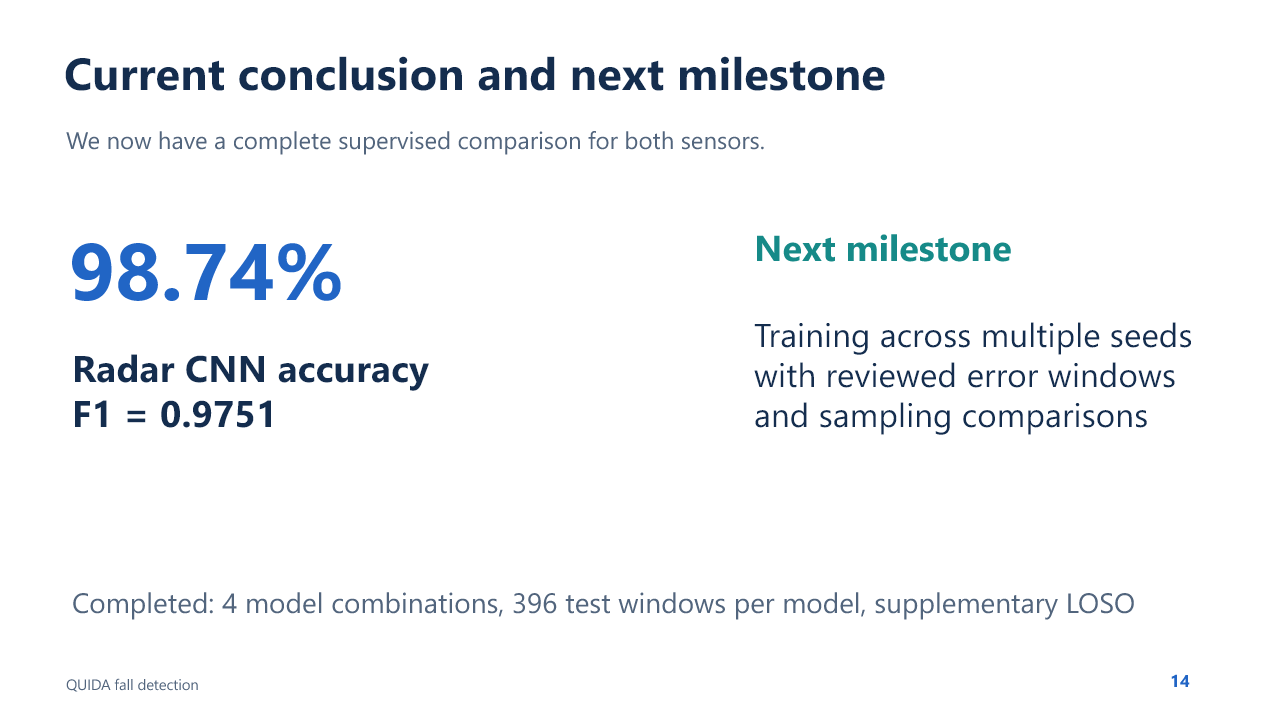 Current conclusion and next milestone
We now have a complete supervised comparison for both sensors.
98.74%
Radar CNN accuracy
F1 = 0.9751
Next milestone
Training across multiple seeds
with reviewed error windows
and sampling comparisons
Completed: 4 model combinations, 396 test windows per model, supplementary LOSO
QUIDA fall detection
14